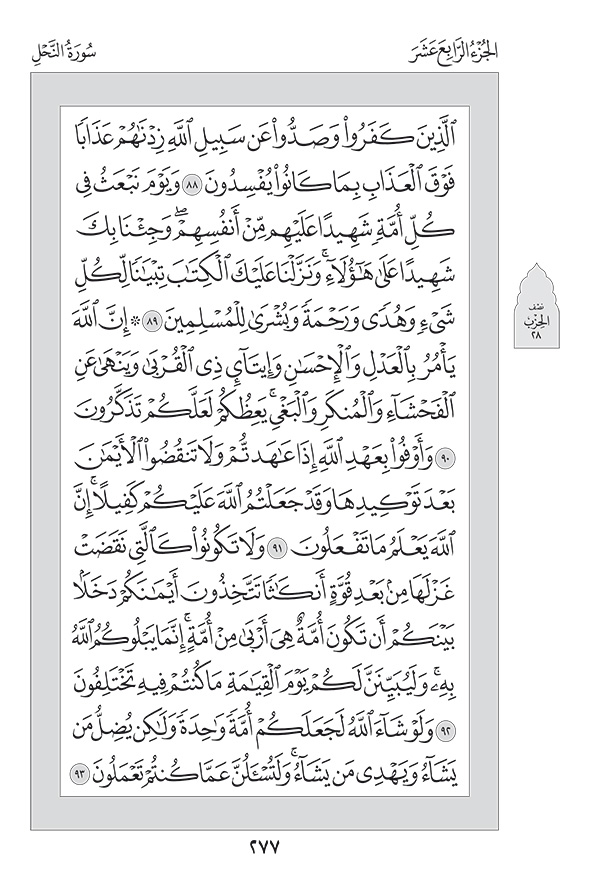 الجُزْءُ الرَّابِعَ عَشَرَ
سُورَةُ النَّحْلِ
ٱلَّذِينَ كَفَرُواْ وَصَدُّواْ عَن سَبِيلِ ٱللَّهِ زِدْنَٰهُمْ عَذَابًا
فَوْقَ ٱلْعَذَابِ بِمَا كَانُواْ يُفْسِدُونَ ٨٨ وَيَوْمَ نَبْعَثُ فِى
كُلِّ أُمَّةٍ شَهِيدًا عَلَيْهِم مِّنْ أَنفُسِهِمْۖ وَجِئْنَا بِكَ
شَهِيدًا عَلَىٰ هَٰٓؤُلَآءِۚ وَنَزَّلْنَا عَلَيْكَ ٱلْكِتَٰبَ تِبْيَٰنًا لِّكُلِّ
شَىْءٍ وَهُدًى وَرَحْمَةً وَبُشْرَىٰ لِلْمُسْلِمِينَ ٨٩ ۞ إِنَّ ٱللَّهَ
يَأْمُرُ بِٱلْعَدْلِ وَٱلْإِحْسَٰنِ وَإِيتَآىِٕ ذِى ٱلْقُرْبَىٰ وَيَنْهَىٰ عَنِ
ٱلْفَحْشَآءِ وَٱلْمُنكَرِ وَٱلْبَغْىِۚ يَعِظُكُمْ لَعَلَّكُمْ تَذَكَّرُونَ
٩٠ وَأَوْفُواْ بِعَهْدِ ٱللَّهِ إِذَا عَٰهَدتُّمْ وَلَا تَنقُضُواْ ٱلْأَيْمَٰنَ
بَعْدَ تَوْكِيدِهَا وَقَدْ جَعَلْتُمُ ٱللَّهَ عَلَيْكُمْ كَفِيلًاۚ إِنَّ
ٱللَّهَ يَعْلَمُ مَا تَفْعَلُونَ ٩١ وَلَا تَكُونُواْ كَٱلَّتِى نَقَضَتْ
غَزْلَهَا مِنۢ بَعْدِ قُوَّةٍ أَنكَٰثًا تَتَّخِذُونَ أَيْمَٰنَكُمْ دَخَلًۢا
بَيْنَكُمْ أَن تَكُونَ أُمَّةٌ هِىَ أَرْبَىٰ مِنْ أُمَّةٍۚ إِنَّمَا يَبْلُوكُمُ ٱللَّهُ
بِهِۦۚ وَلَيُبَيِّنَنَّ لَكُمْ يَوْمَ ٱلْقِيَٰمَةِ مَا كُنتُمْ فِيهِ تَخْتَلِفُونَ
٩٢ وَلَوْ شَآءَ ٱللَّهُ لَجَعَلَكُمْ أُمَّةً وَٰحِدَةً وَلَٰكِن يُضِلُّ مَن
يَشَآءُ وَيَهْدِى مَن يَشَآءُۚ وَلَتُسْـَٔلُنَّ عَمَّا كُنتُمْ تَعْمَلُونَ ٩٣
نصف
الحزب
٢٨
٢٧٧